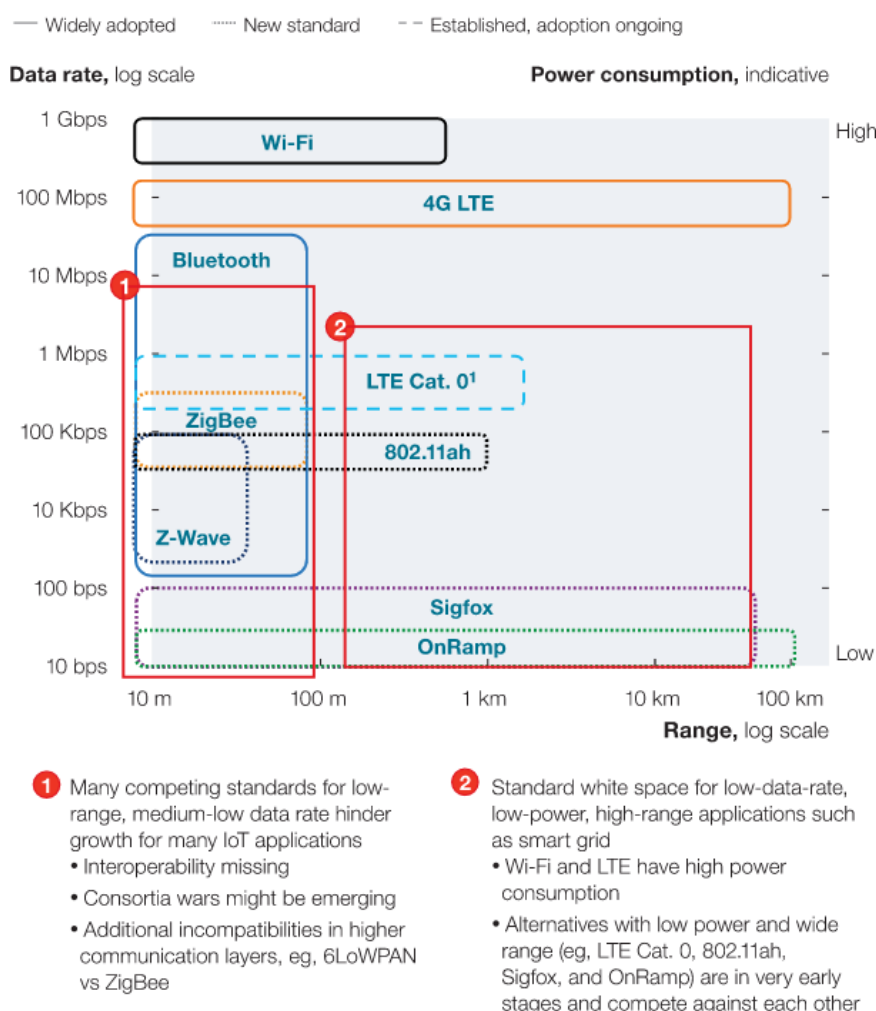 Widely adopted New standard Established, adoption ongoing
Data rate, log scale Power consumption, indicative
1 Gbps High
Wi-Fi
100 Mbps
4G LTE
Bluetooth
10 Mbps
1
2
1 Mbps
LTE Cat. 0¹
ZigBee
100 Kbps
802.11ah
10 Kbps
Z-Wave
100 bps
Sigfox
OnRamp
10 bps Low
10 m 100 m 1 km 10 km 100 km
Range, log scale
1 Many competing standards for low-
range, medium-low data rate hinder
growth for many IoT applications
• Interoperability missing
• Consortia wars might be emerging
• Additional incompatibilities in higher
communication layers, eg, 6LoWPAN
vs ZigBee
2 Standard white space for low-data-rate,
low-power, high-range applications such
as smart grid
• Wi-Fi and LTE have high power
consumption
• Alternatives with low power and wide
range (eg, LTE Cat. 0, 802.11ah,
Sigfox, and OnRamp) are in very early
stages and compete against each other